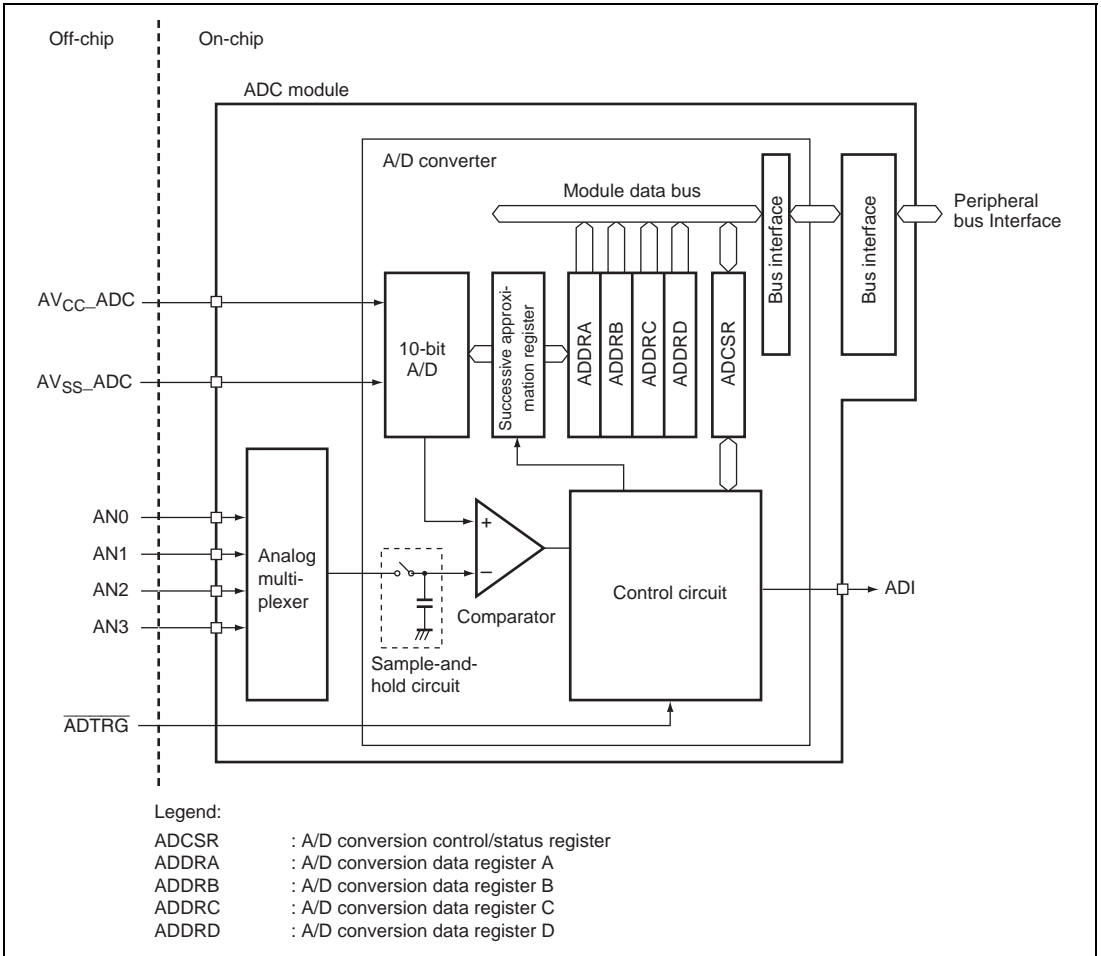 Off-chip
On-chip
ADC module
A/D converter
Module data bus
Bus interface
Bus interface
Peripheral
bus Interface
AVCC_ADC
AVSS_ADC
10-bit
A/D
Successive approxi-
mation register
ADDRA
ADDRB
ADDRC
ADDRD
ADCSR
AN0
AN1
AN2
AN3
Analog
multi-
plexer
+
−
Comparator
Sample-and-
hold circuit
Control circuit
ADI
ADTRG
Legend:
ADCSR : A/D conversion control/status register
ADDRA : A/D conversion data register A
ADDRB : A/D conversion data register B
ADDRC : A/D conversion data register C
ADDRD : A/D conversion data register D